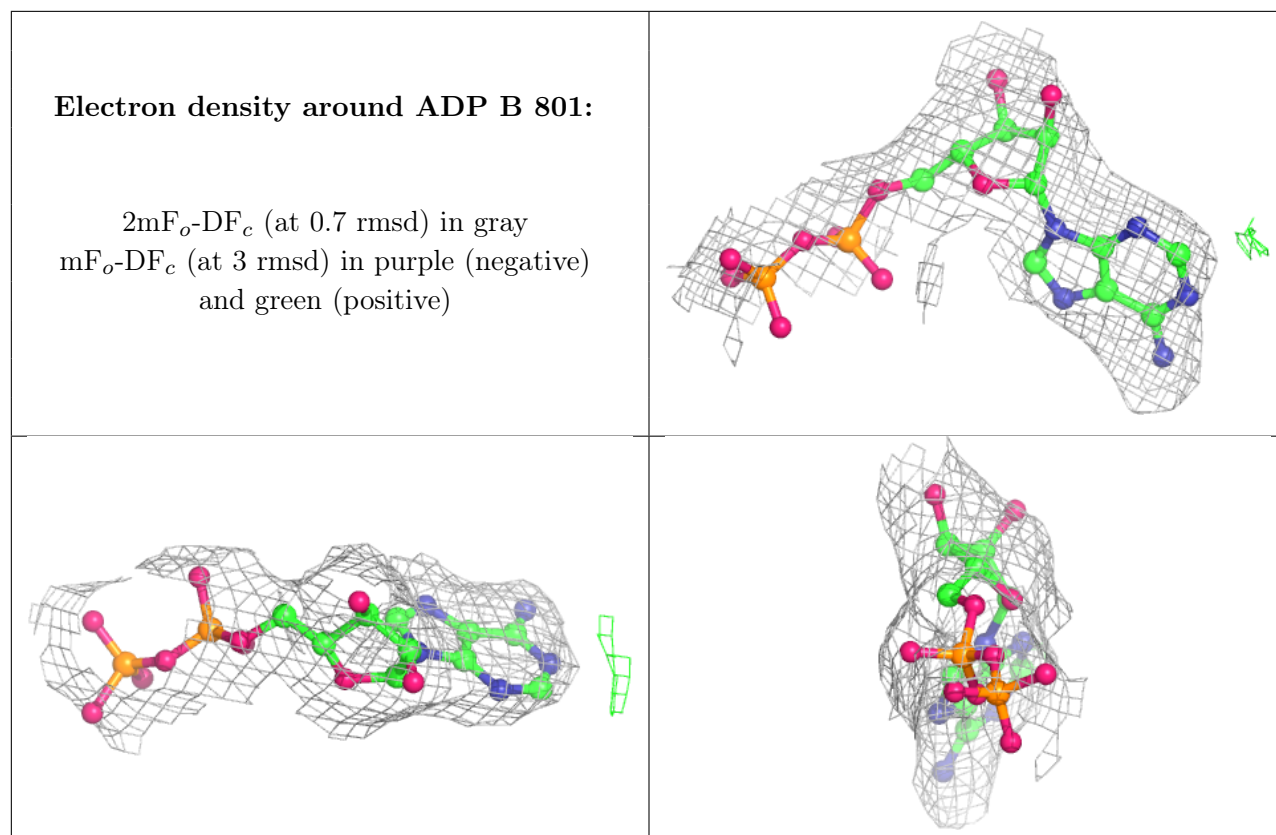 Electron density around ADP B 801:
2mFo-DFc (at 0.7 rmsd) in gray
mFo-DFc (at 3 rmsd) in purple (negative)
and green (positive)